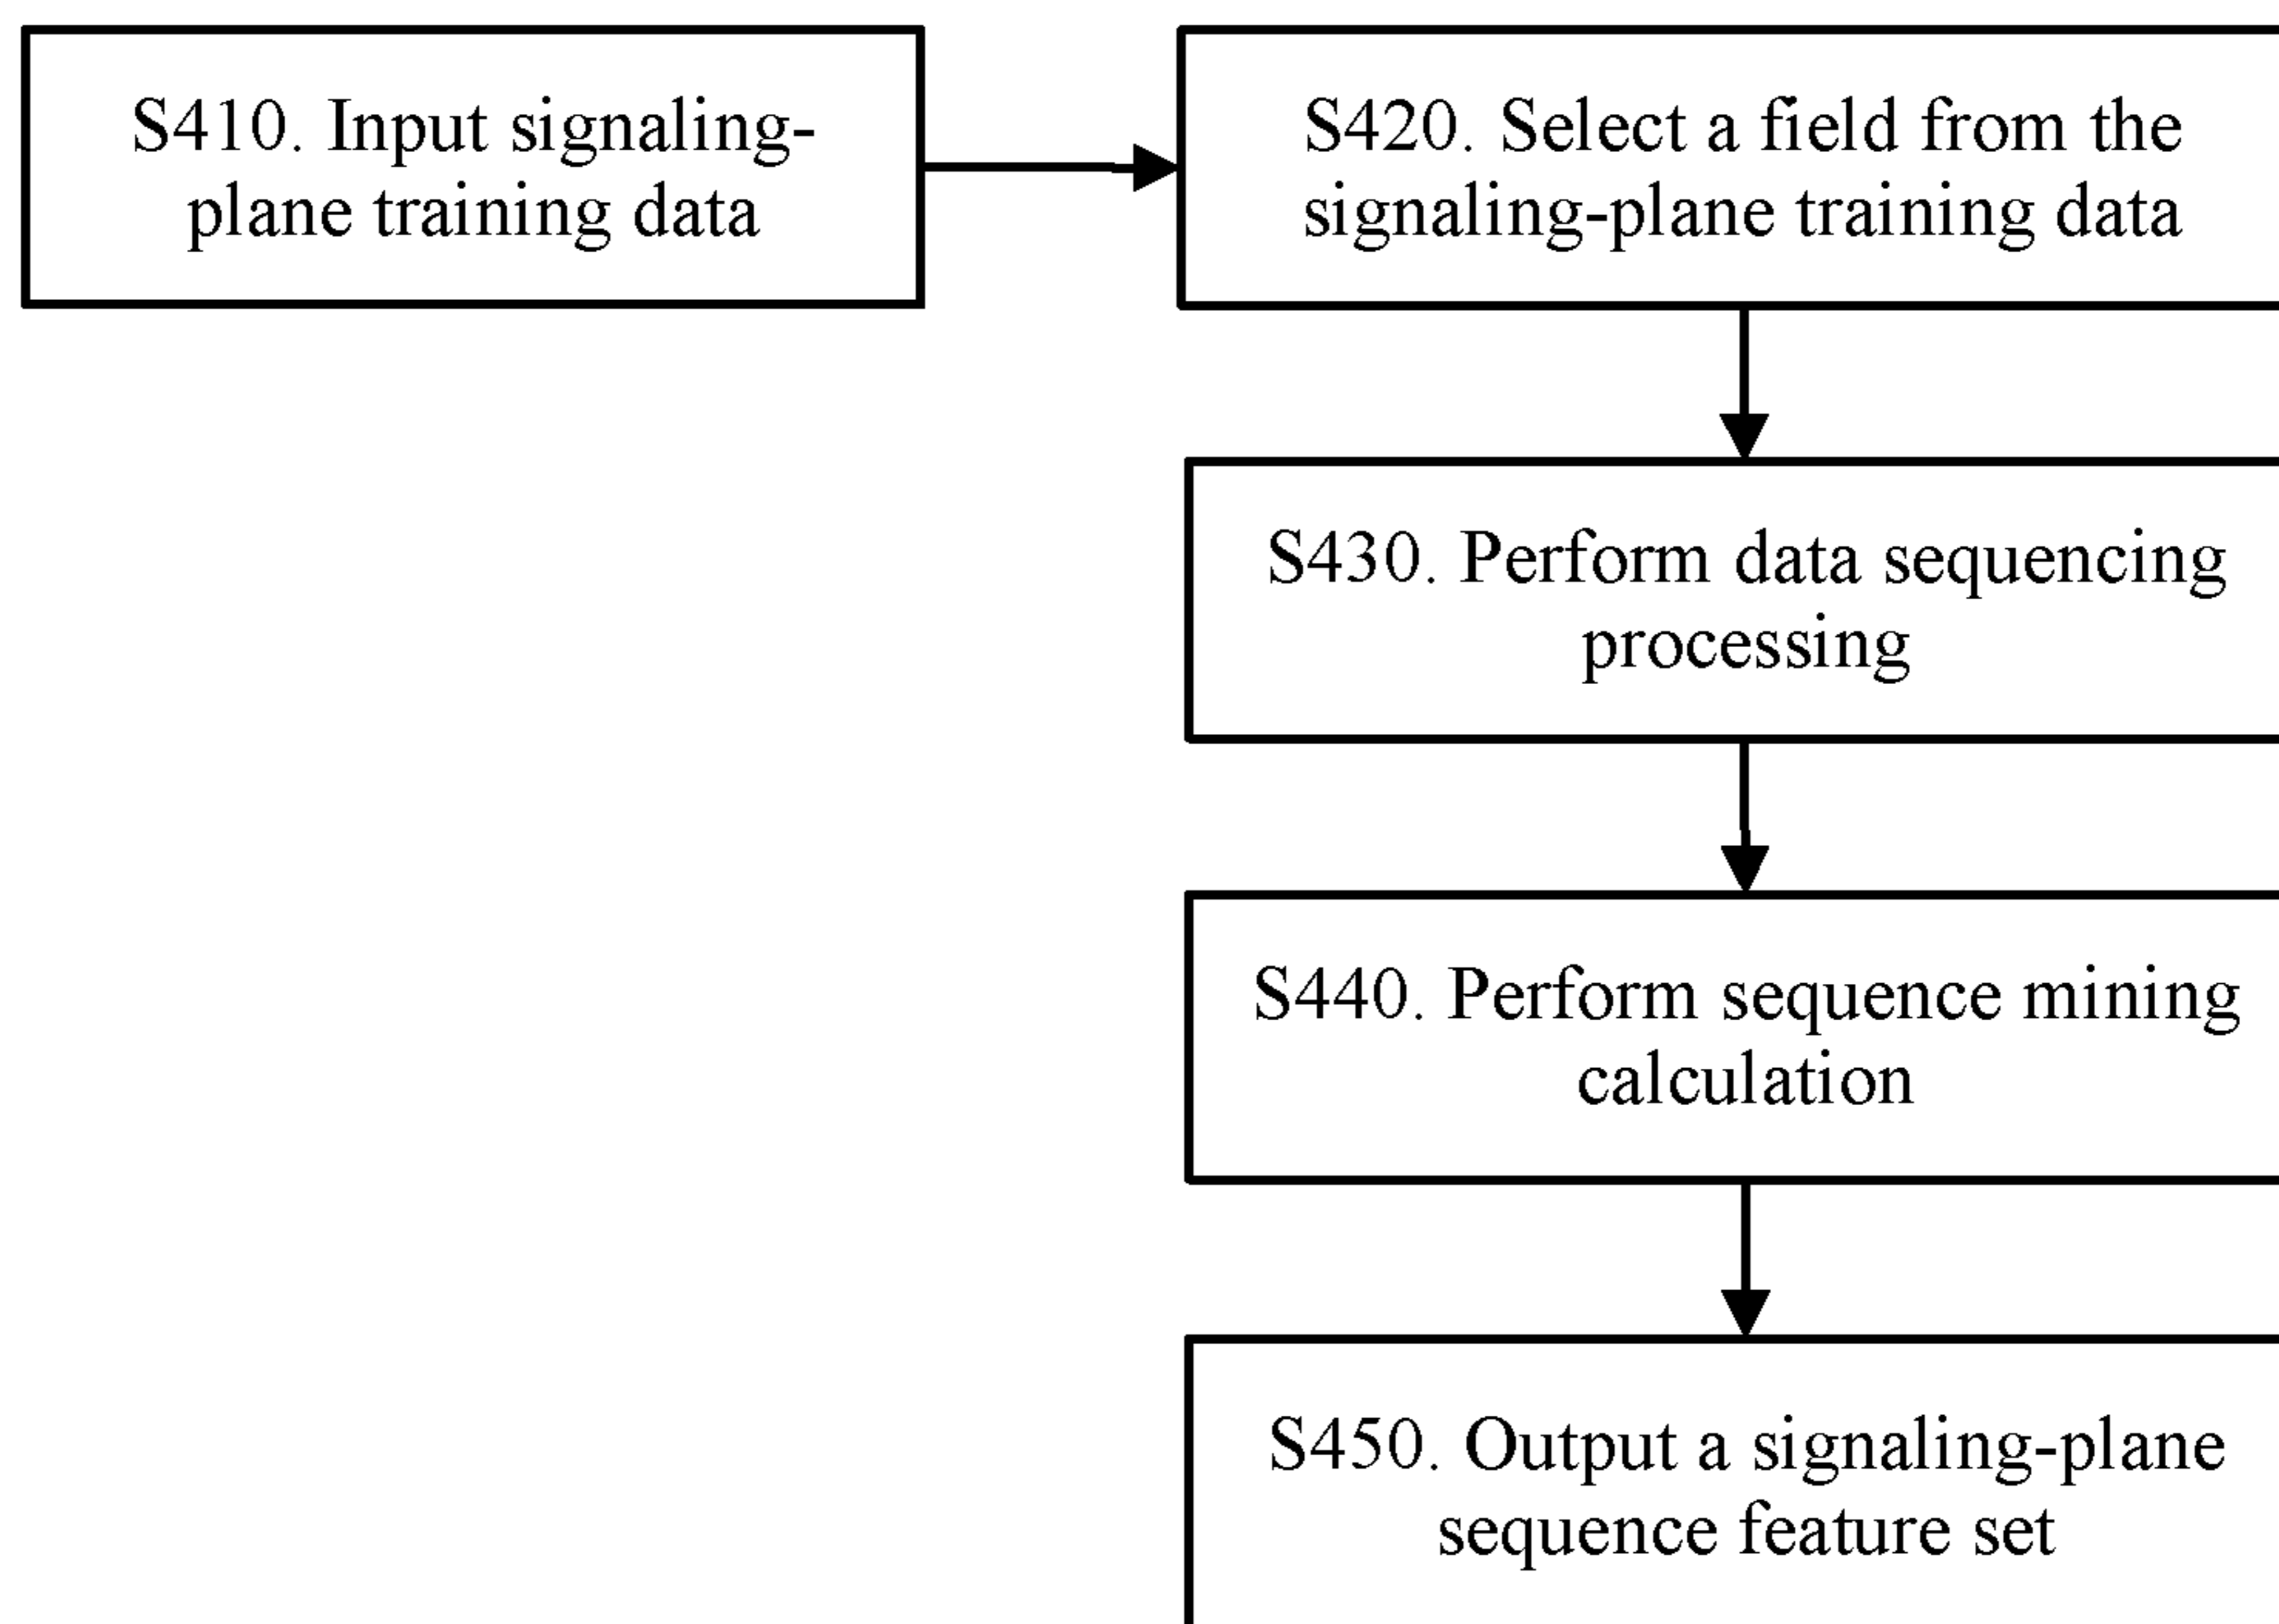 S410. Input signaling-
plane training data
S420. Select a field from the
signaling-plane training data
S430. Perform data sequencing
processing
S440. Perform sequence mining
calculation
S450. Output a signaling-plane
sequence feature set